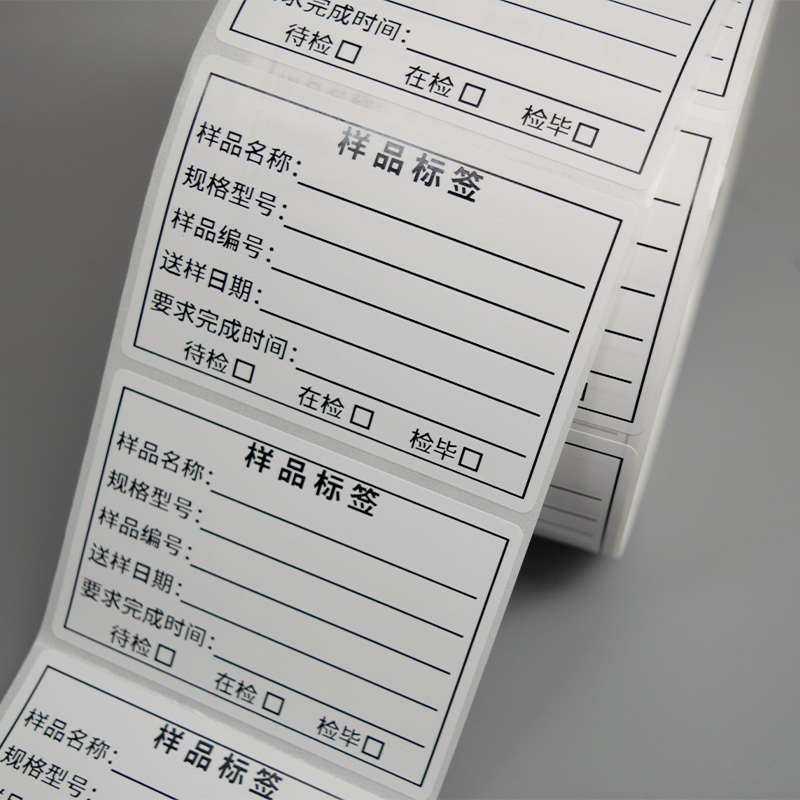 求完成时间：
待检□ 在检□ 检毕□
样品标签
样品名称：
规格型号：
样品编号：
送样日期：
要求完成时间：
待检□ 在检□ 检毕□
样品标签
样品名称：
规格型号：
样品编号：
送样日期：
要求完成时间：
待检□ 在检□ 检毕□
样品标签
样品名称：
规格型号：